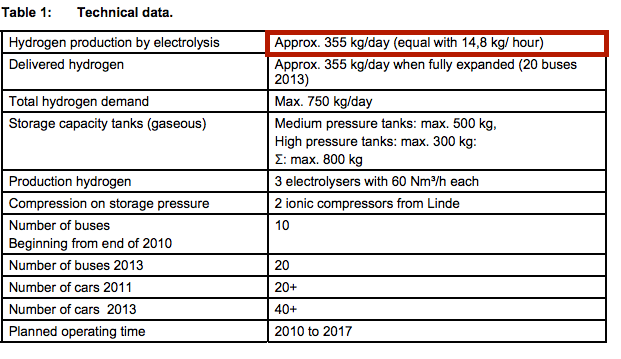 Table 1: Technical data.
Hydrogen production by electrolysis Approx. 355 kg/day (equal with 14,8 kg/ hour)
Delivered hydrogen Approx. 355 kg/day when fully expanded (20 buses
2013)
Total hydrogen demand Max. 750 kg/day
Storage capacity tanks (gaseous) Medium pressure tanks: max. 500 kg,
High pressure tanks: max. 300 kg:
Σ: max. 800 kg
Production hydrogen 3 electrolysers with 60 Nm³/h each
Compression on storage pressure 2 ionic compressors from Linde
Number of buses 10
Beginning from end of 2010
Number of buses 2013 20
Number of cars 2011 20+
Number of cars 2013 40+
Planned operating time 2010 to 2017